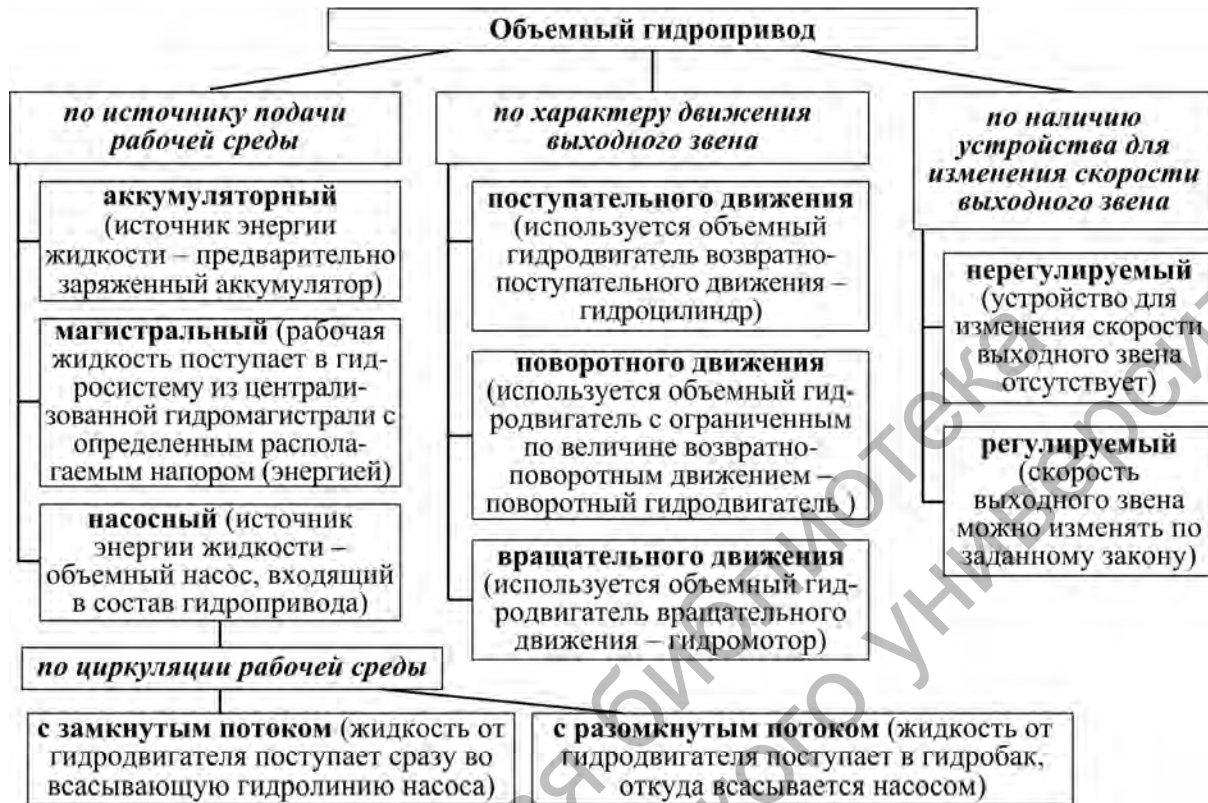 Объемный гидропривод
по источнику подачи
рабочей среды
аккумуляторный
(источник энергии
жидкости – предварительно
заряженный аккумулятор)
магистральный (рабочая
жидкость поступает в гид-
росистему из централи-
зованной гидромагистрали с
определенным распола-
гаемым напором (энергией)
насосный (источник
энергии жидкости –
объемный насос, входящий
в состав гидропривода)
по циркуляции рабочей среды
с замкнутым потоком (жидкость от
гидродвигателя поступает сразу во
всасывающую гидролинию насоса)
с разомкнутым потоком (жидкость от
гидродвигателя поступает в гидробак,
откуда всасывается насосом)
по характеру движения
выходного звена
поступательного движения
(используется объемный
гидродвигатель возвратно-
поступательного движения –
гидроцилиндр)
поворотного движения
(используется объемный гид-
родвигатель с ограниченным
по величине возвратно-
поворотным движением –
поворотный гидродвигатель )
вращательного движения
(используется объемный гид-
родвигатель вращательного
движения – гидромотор)
по наличию
устройства для
изменения скорости
выходного звена
нерегулируемый
(устройство для
изменения скорости
выходного звена
отсутствует)
регулируемый
(скорость
выходного звена
можно изменять по
заданному закону)
библиотека